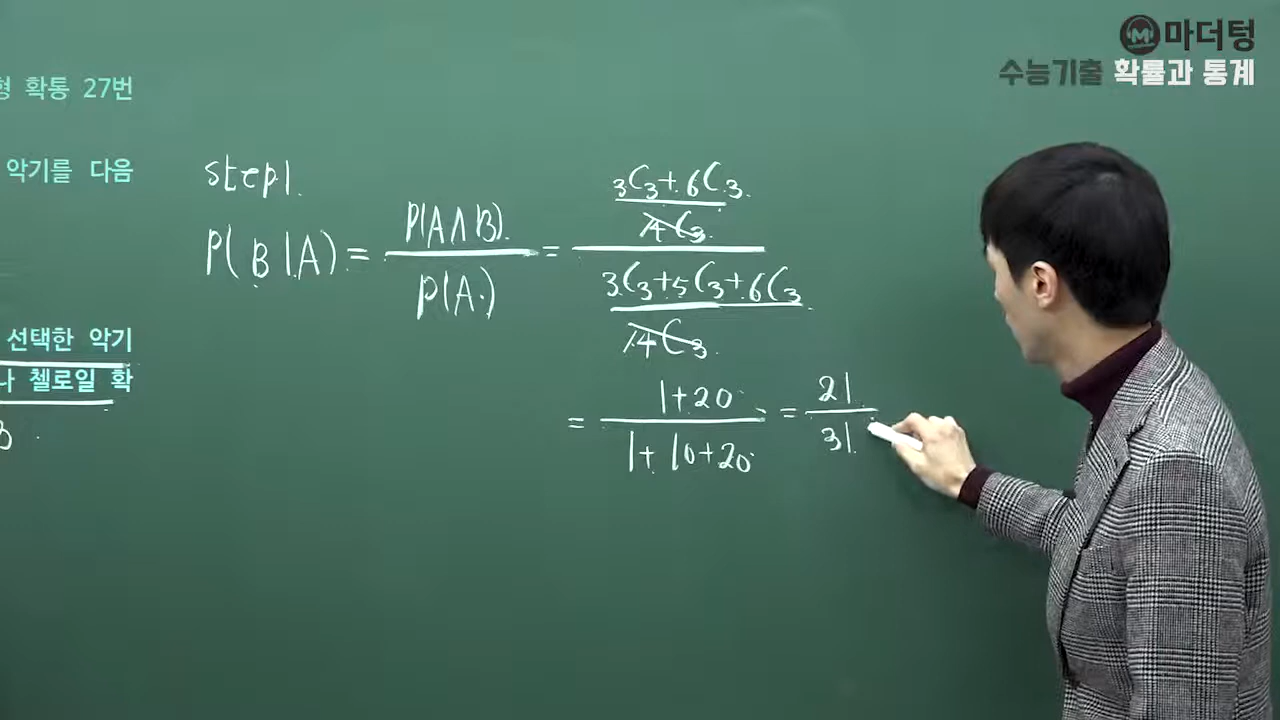 마더텅
수능기출 확률과 통계
형 확통 27번
악기를 다음
선택한 악기
나 첼로일 확
step1.
P(B|A) = P(A∩B) / P(A) = (3C3+6C3 / 14C3) / (3C3+5C3+6C3 / 14C3)
= 1+20 / 1+10+20 = 21 / 31